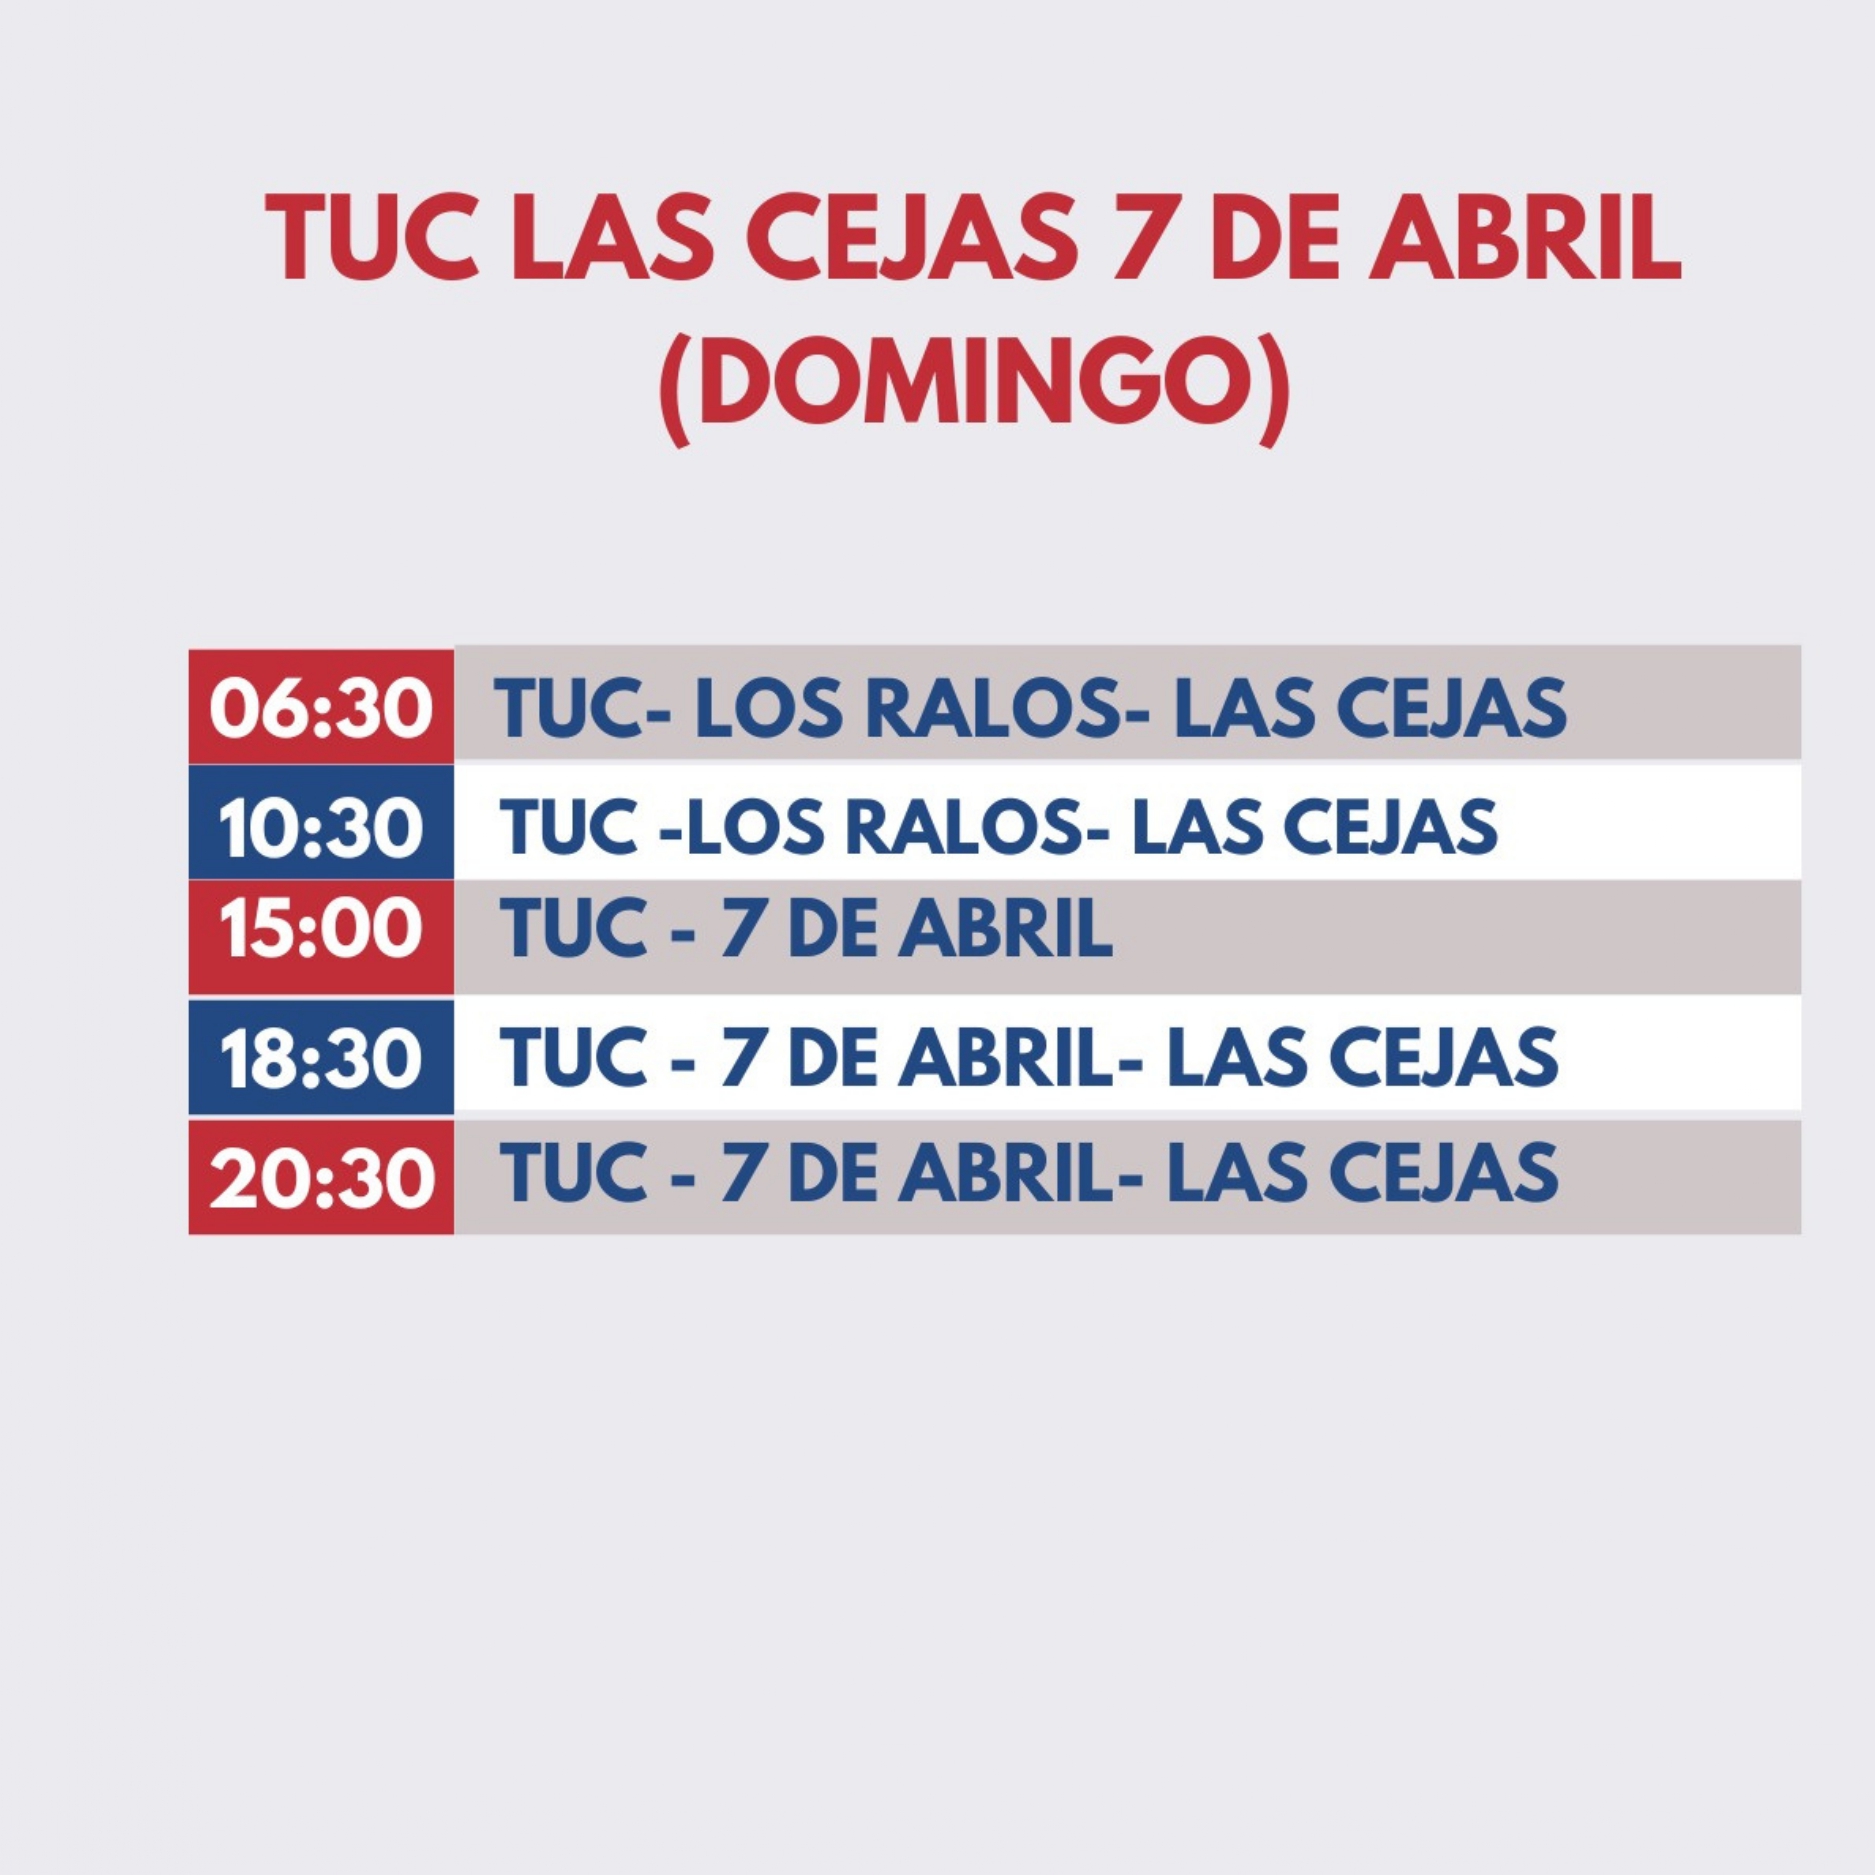 TUC LAS CEJAS 7 DE ABRIL
(DOMINGO)
06:30 TUC- LOS RALOS- LAS CEJAS
10:30 TUC -LOS RALOS- LAS CEJAS
15:00 TUC - 7 DE ABRIL
18:30 TUC - 7 DE ABRIL- LAS CEJAS
20:30 TUC - 7 DE ABRIL- LAS CEJAS